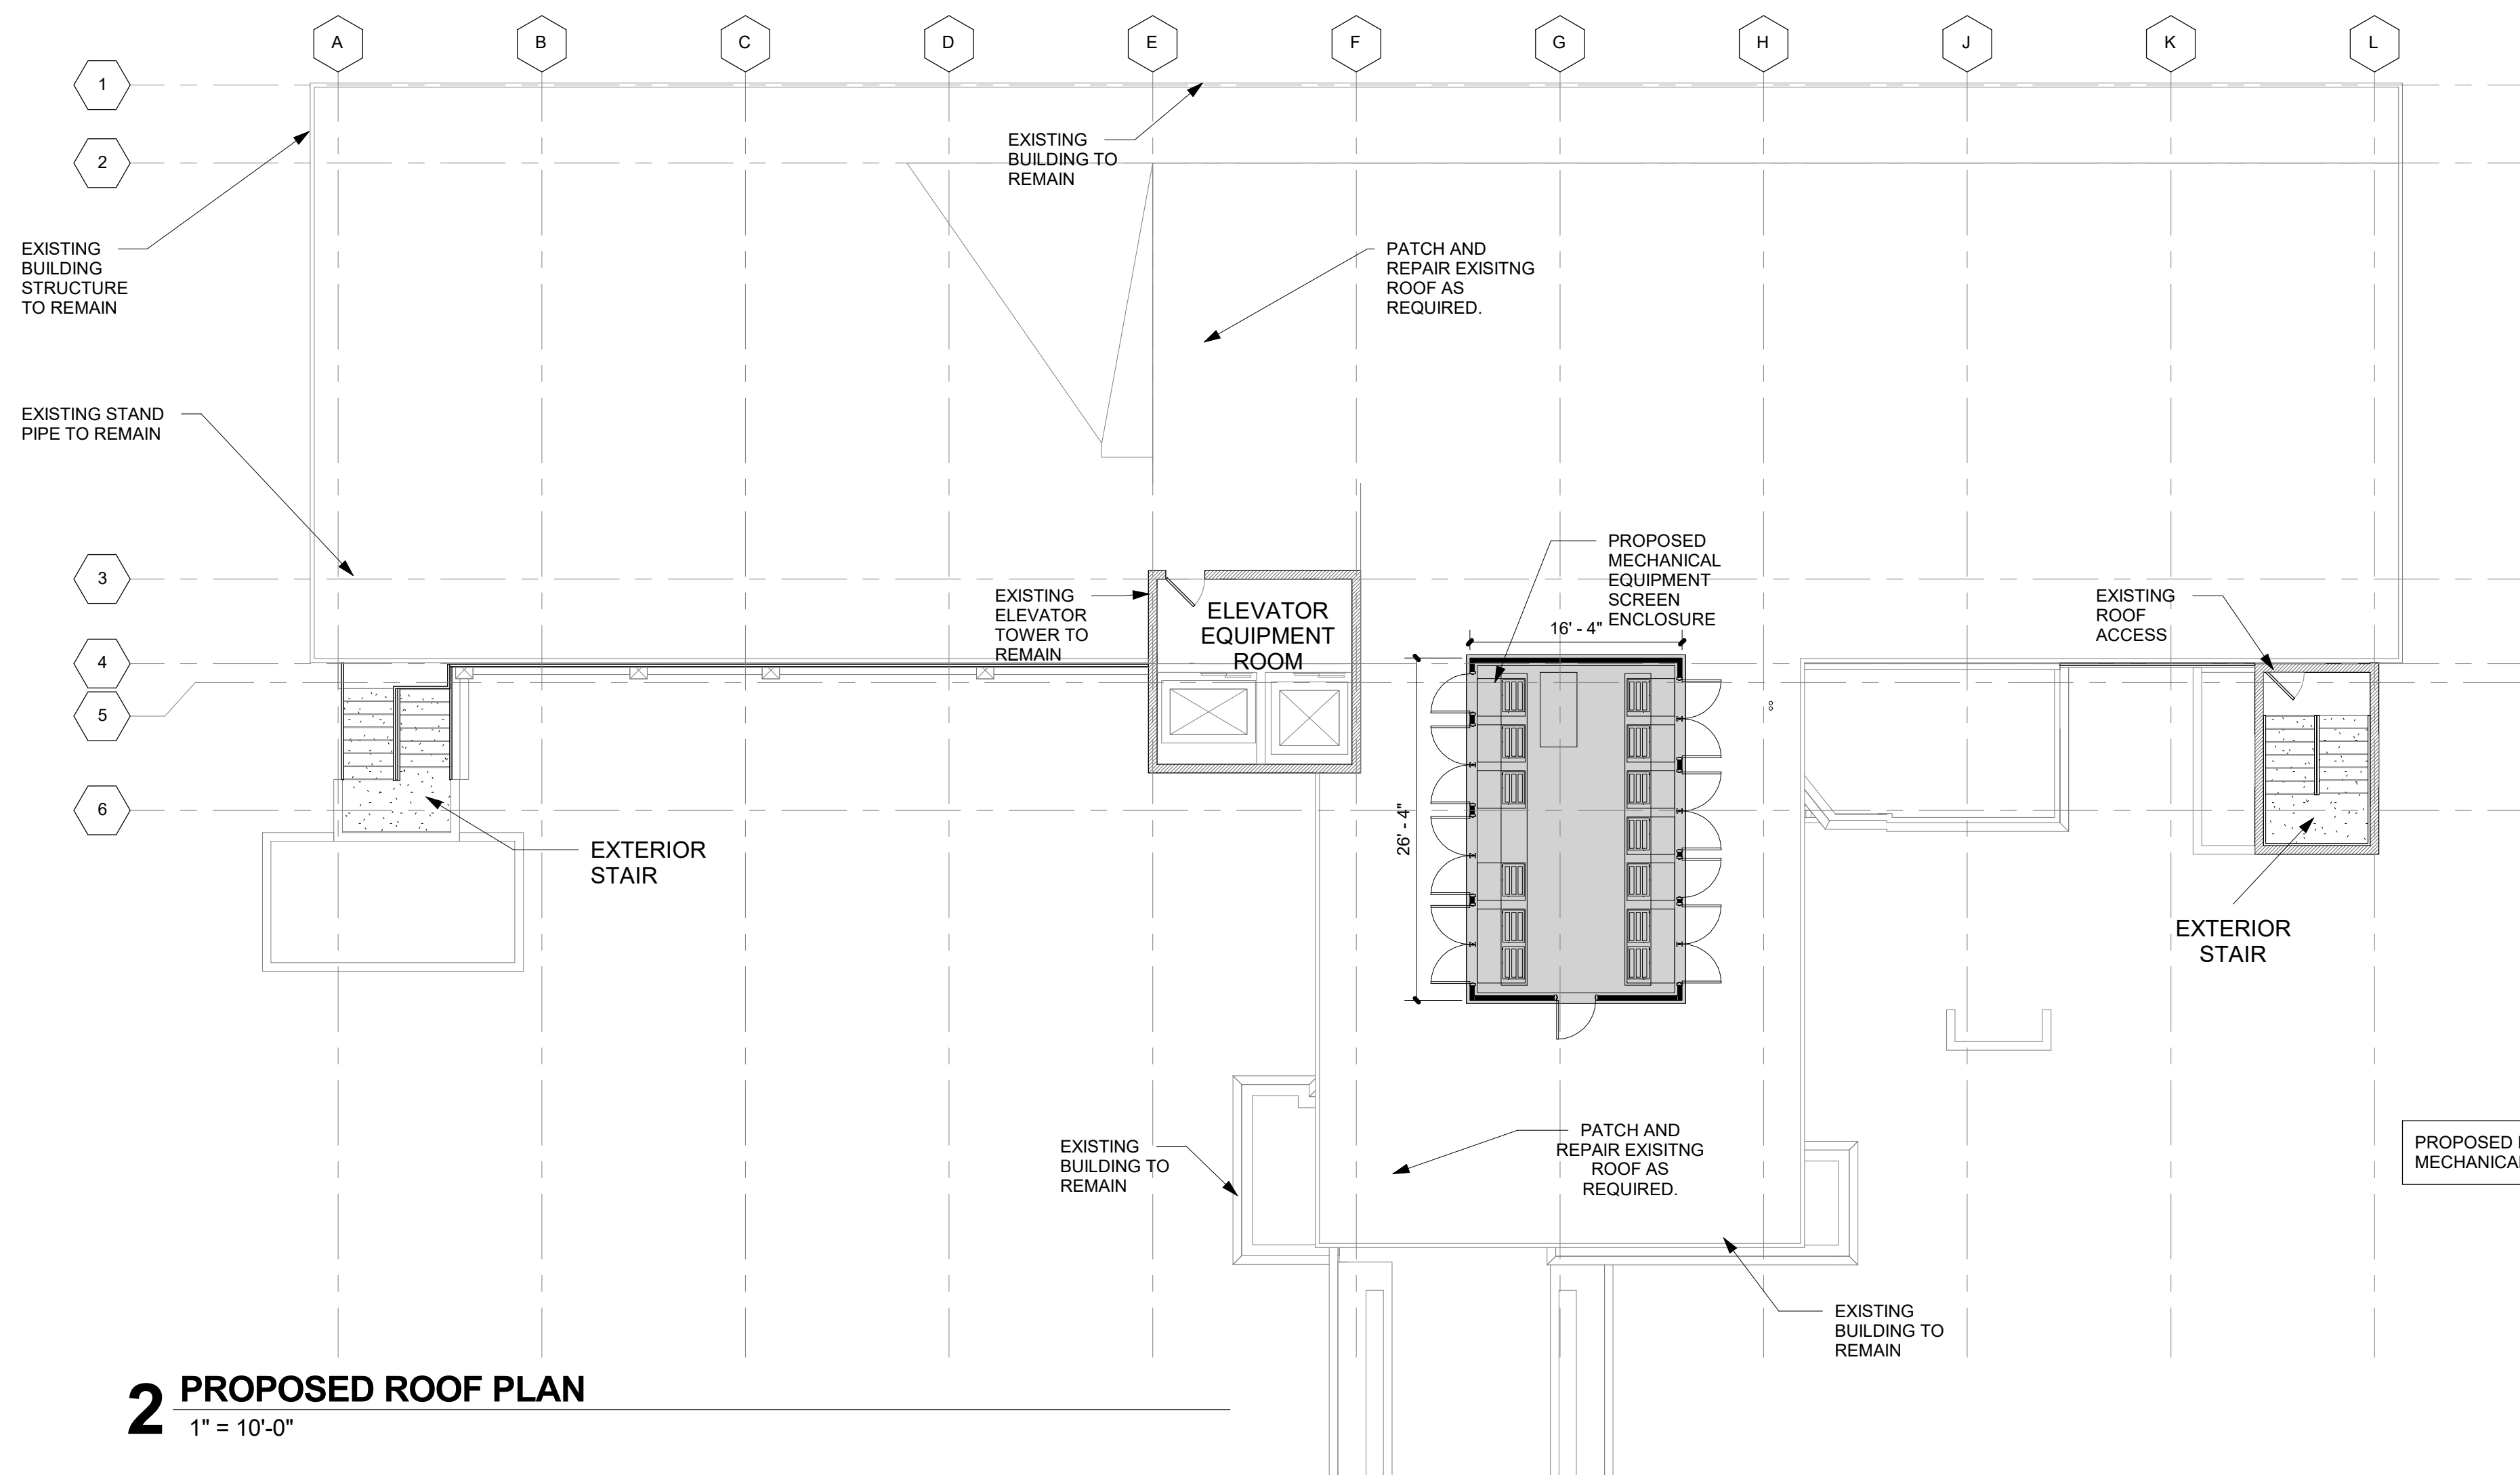 A
B
C
D
E
F
G
H
J
K
L
1
2
3
4
5
6
EXISTING
BUILDING TO
REMAIN
EXISTING
BUILDING
STRUCTURE
TO REMAIN
PATCH AND
REPAIR EXISITNG
ROOF AS
REQUIRED.
EXISTING STAND
PIPE TO REMAIN
PROPOSED
MECHANICAL
EQUIPMENT
SCREEN
ENCLOSURE
EXISTING
ELEVATOR
TOWER TO
REMAIN
ELEVATOR
EQUIPMENT
ROOM
16' - 4"
26' - 4"
EXISTING
ROOF
ACCESS
EXTERIOR
STAIR
EXTERIOR
STAIR
EXISTING
BUILDING TO
REMAIN
PATCH AND
REPAIR EXISITNG
ROOF AS
REQUIRED.
PROPOSED
MECHANICAL
EXISTING
BUILDING TO
REMAIN
2 PROPOSED ROOF PLAN
1" = 10'-0"